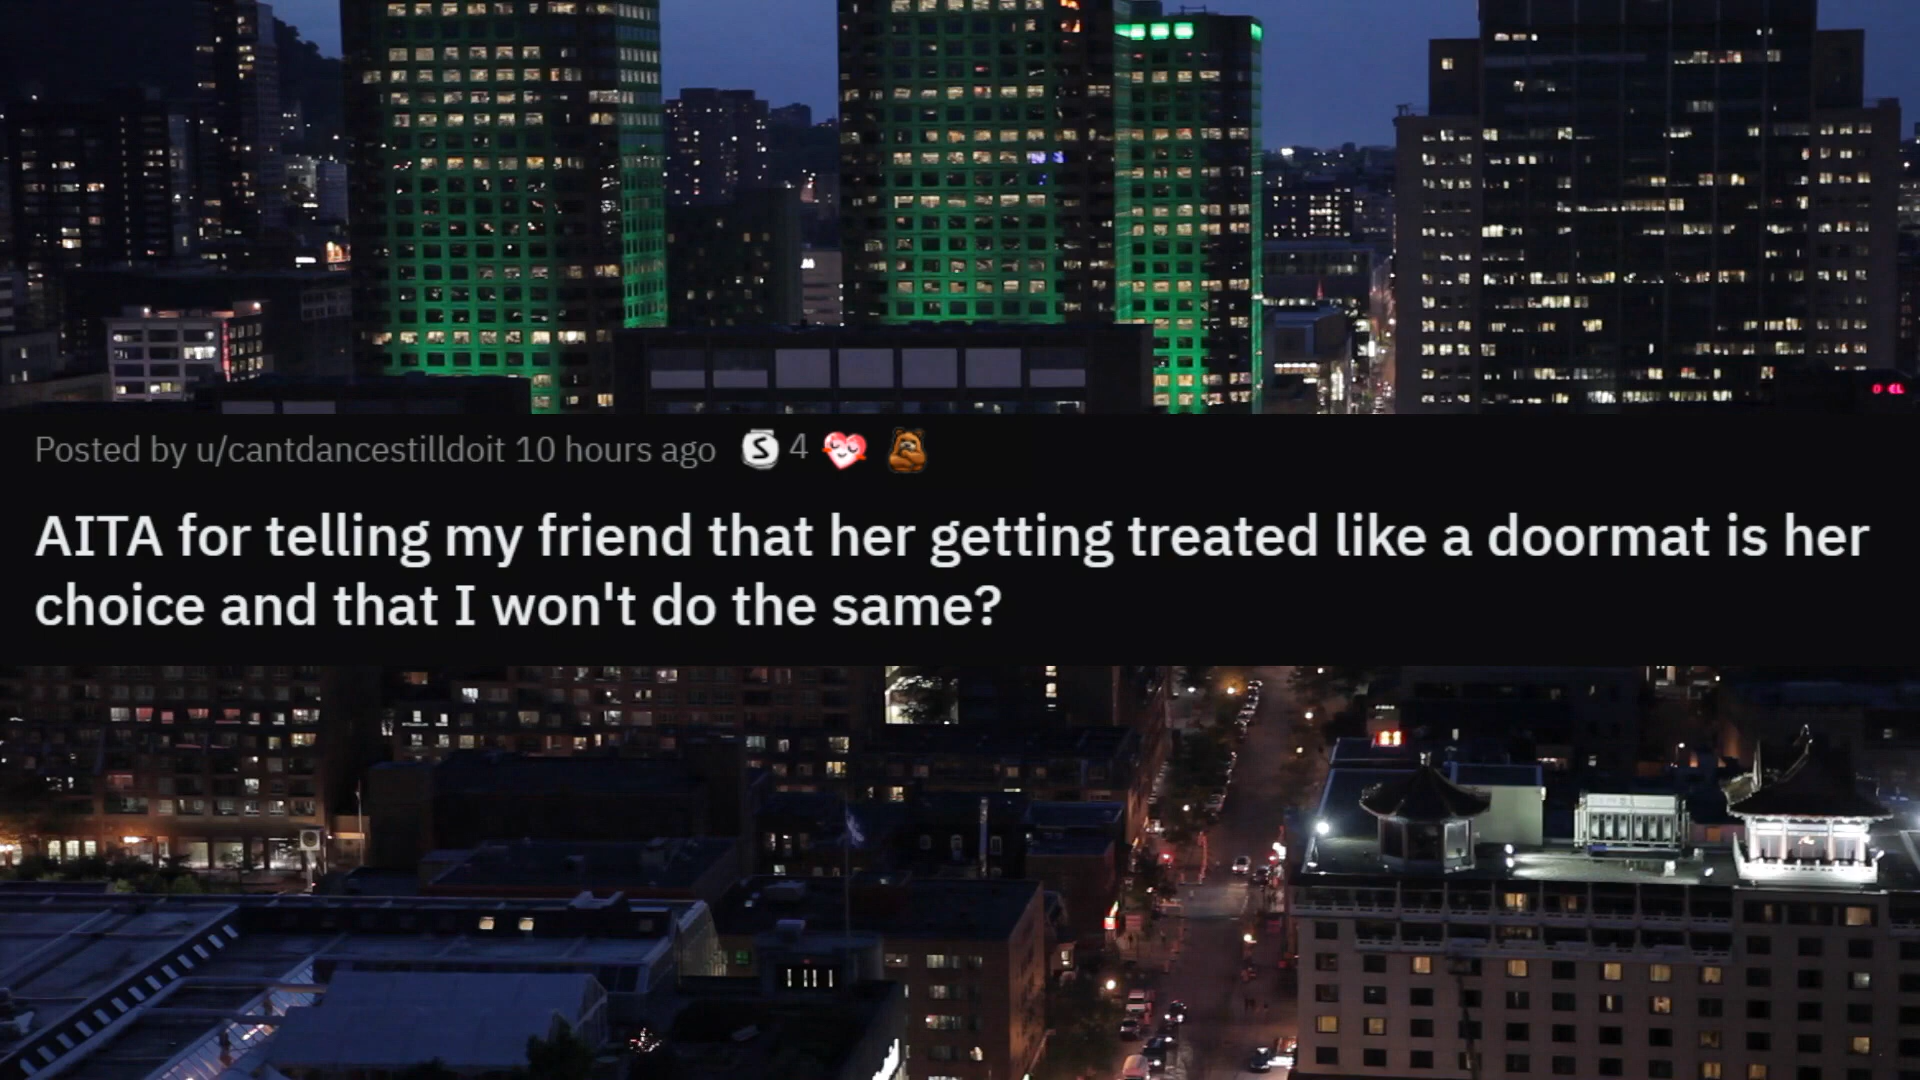 Posted by u/cantdancestilldoit 10 hours ago S 4
AITA for telling my friend that her getting treated like a doormat is her
choice and that I won't do the same?